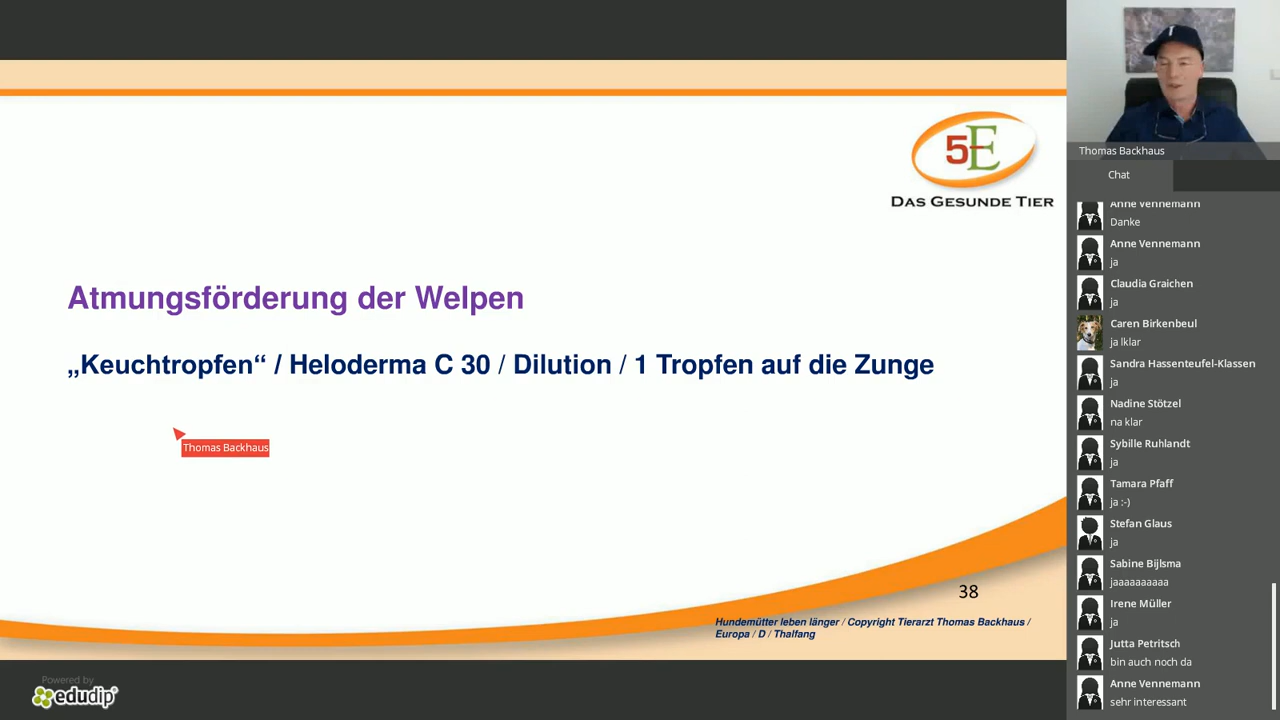 5E
DAS GESUNDE TIER
Atmungsförderung der Welpen
„Keuchtropfen“ / Heloderma C 30 / Dilution / 1 Tropfen auf die Zunge
Thomas Backhaus
38
Hundemütter leben länger / Copyright Tierarzt Thomas Backhaus /
Europa / D / Thalfang
Powered by
edudip
T
Thomas Backhaus
Chat
Anne Vennemann
Danke
Anne Vennemann
ja
Claudia Graichen
ja
Caren Birkenbeul
ja lklar
Sandra Hassenteufel-Klassen
ja
Nadine Stötzel
na klar
Sybille Ruhlandt
ja
Tamara Pfaff
ja :-)
Stefan Glaus
ja
Sabine Bijlsma
jaaaaaaaaaa
Irene Müller
ja
Jutta Petritsch
bin auch noch da
Anne Vennemann
sehr interessant